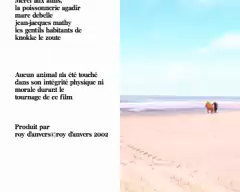 Merci aux amis,
la poissonnerie agadir
marc debelle
jean-jacques mathy
les gentils habitants de
knokke le zoute
Aucun animal n'a été touché
dans son intégrité physique ni
morale durant le
tournage de ce film
Produit par
roy d'anvers©roy d'anvers 2002